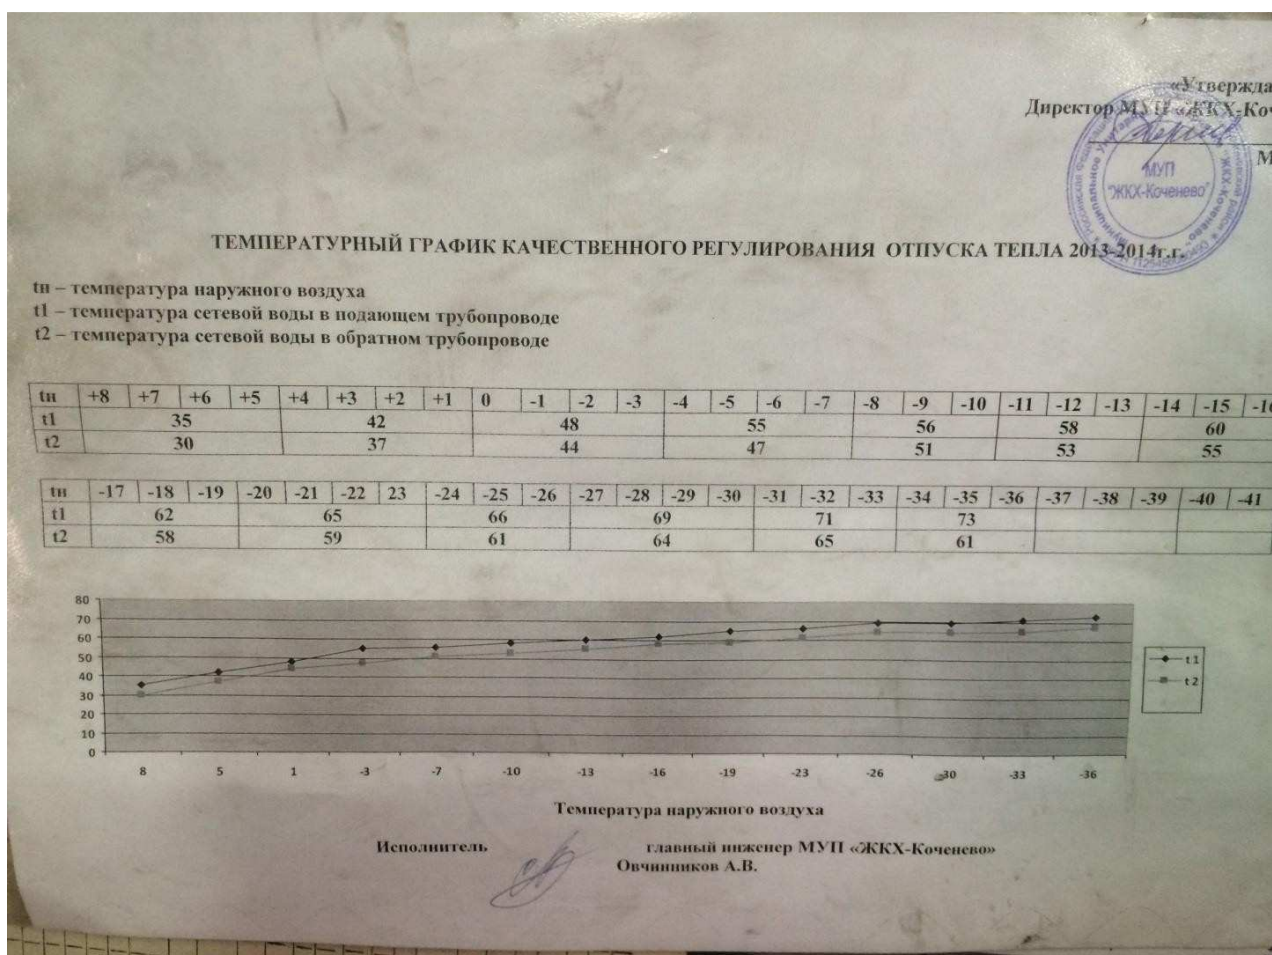 «Утвержда
Директор МУП «ЖКХ-Коч
М
МУП
"ЖКХ-Коченево"
ТЕМПЕРАТУРНЫЙ ГРАФИК КАЧЕСТВЕННОГО РЕГУЛИРОВАНИЯ ОТПУСКА ТЕПЛА 2013-2014г.г.
tн – температура наружного воздуха
t1 – температура сетевой воды в подающем трубопроводе
t2 – температура сетевой воды в обратном трубопроводе
tн +8 +7 +6 +5 +4 +3 +2 +1 0 -1 -2 -3 -4 -5 -6 -7 -8 -9 -10 -11 -12 -13 -14 -15 -16
t1 35 42 48 55 56 58 60
t2 30 37 44 47 51 53 55
tн -17 -18 -19 -20 -21 -22 23 -24 -25 -26 -27 -28 -29 -30 -31 -32 -33 -34 -35 -36 -37 -38 -39 -40 -41
t1 62 65 66 69 71 73
t2 58 59 61 64 65 61
80
70
60
50
40
30
20
10
0
t1
t2
8 5 1 -3 -7 -10 -13 -16 -19 -23 -26 -30 -33 -36
Температура наружного воздуха
Исполнитель главный инженер МУП «ЖКХ-Коченево»
Овчинников А.В.